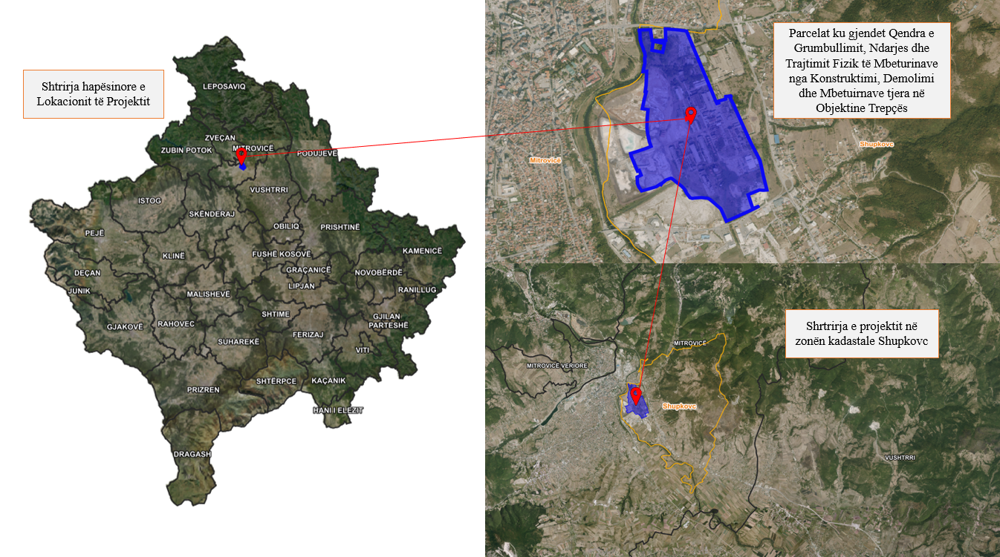 Shtrirja hapësinore e
Lokacionit të Projektit
LEPOSAVIQ
ZVEÇAN
ZUBIN POTOK
MITROVICË
PODUJEVË
VUSHTRRI
ISTOG
SKËNDERAJ
OBILIQ
PRISHTINË
PEJË
KLINË
FUSHË KOSOVË
KAMENICË
GRAÇANICË
NOVOBËRDË
DEÇAN
LIPJAN
JUNIK
MALISHEVË
RANILLUG
SHTIME
GJILAN
PARTESHË
GJAKOVË
RAHOVEC
FERIZAJ
SUHAREKË
VITI
SHTËRPCE
KAÇANIK
PRIZREN
HANI I ELEZIT
DRAGASH
Parcelat ku gjendet Qendra e
Grumbullimit, Ndarjes dhe
Trajtimit Fizik të Mbeturinave
nga Konstruktimi, Demolimi
dhe Mbetuirnave tjera në
Objektine Trepçës
Mitrovicë
Shupkovc
Shrtrirja e projektit në
zonën kadastale Shupkovc
MITROVICË
MITROVICË VERIORE
Shupkovc
VUSHTRRI